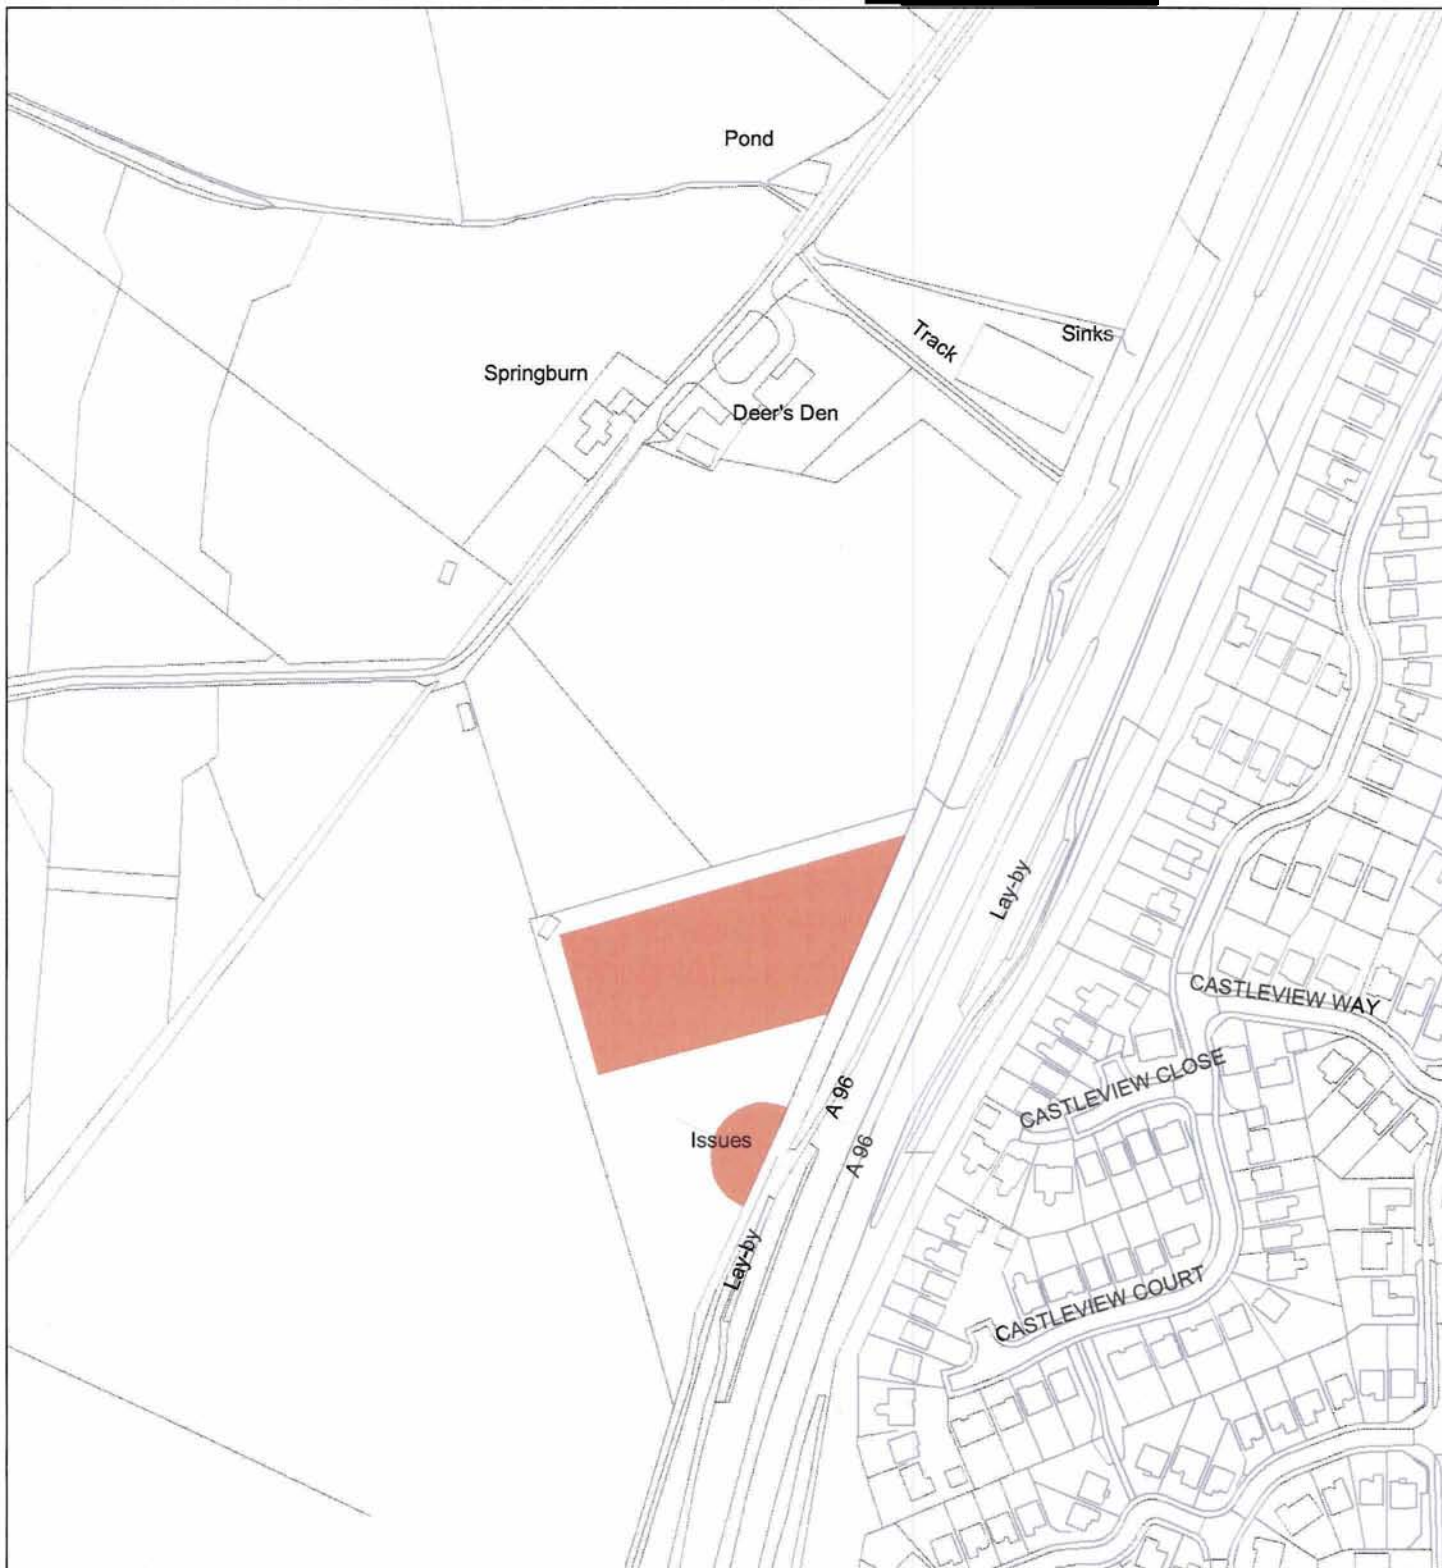 Pond
Track
Sinks
Springburn
Deer's Den
Lay-by
CASTLEVIEW WAY
CASTLEVIEW CLOSE
A 96
Issues
A 96
Lay-by
CASTLEVIEW COURT